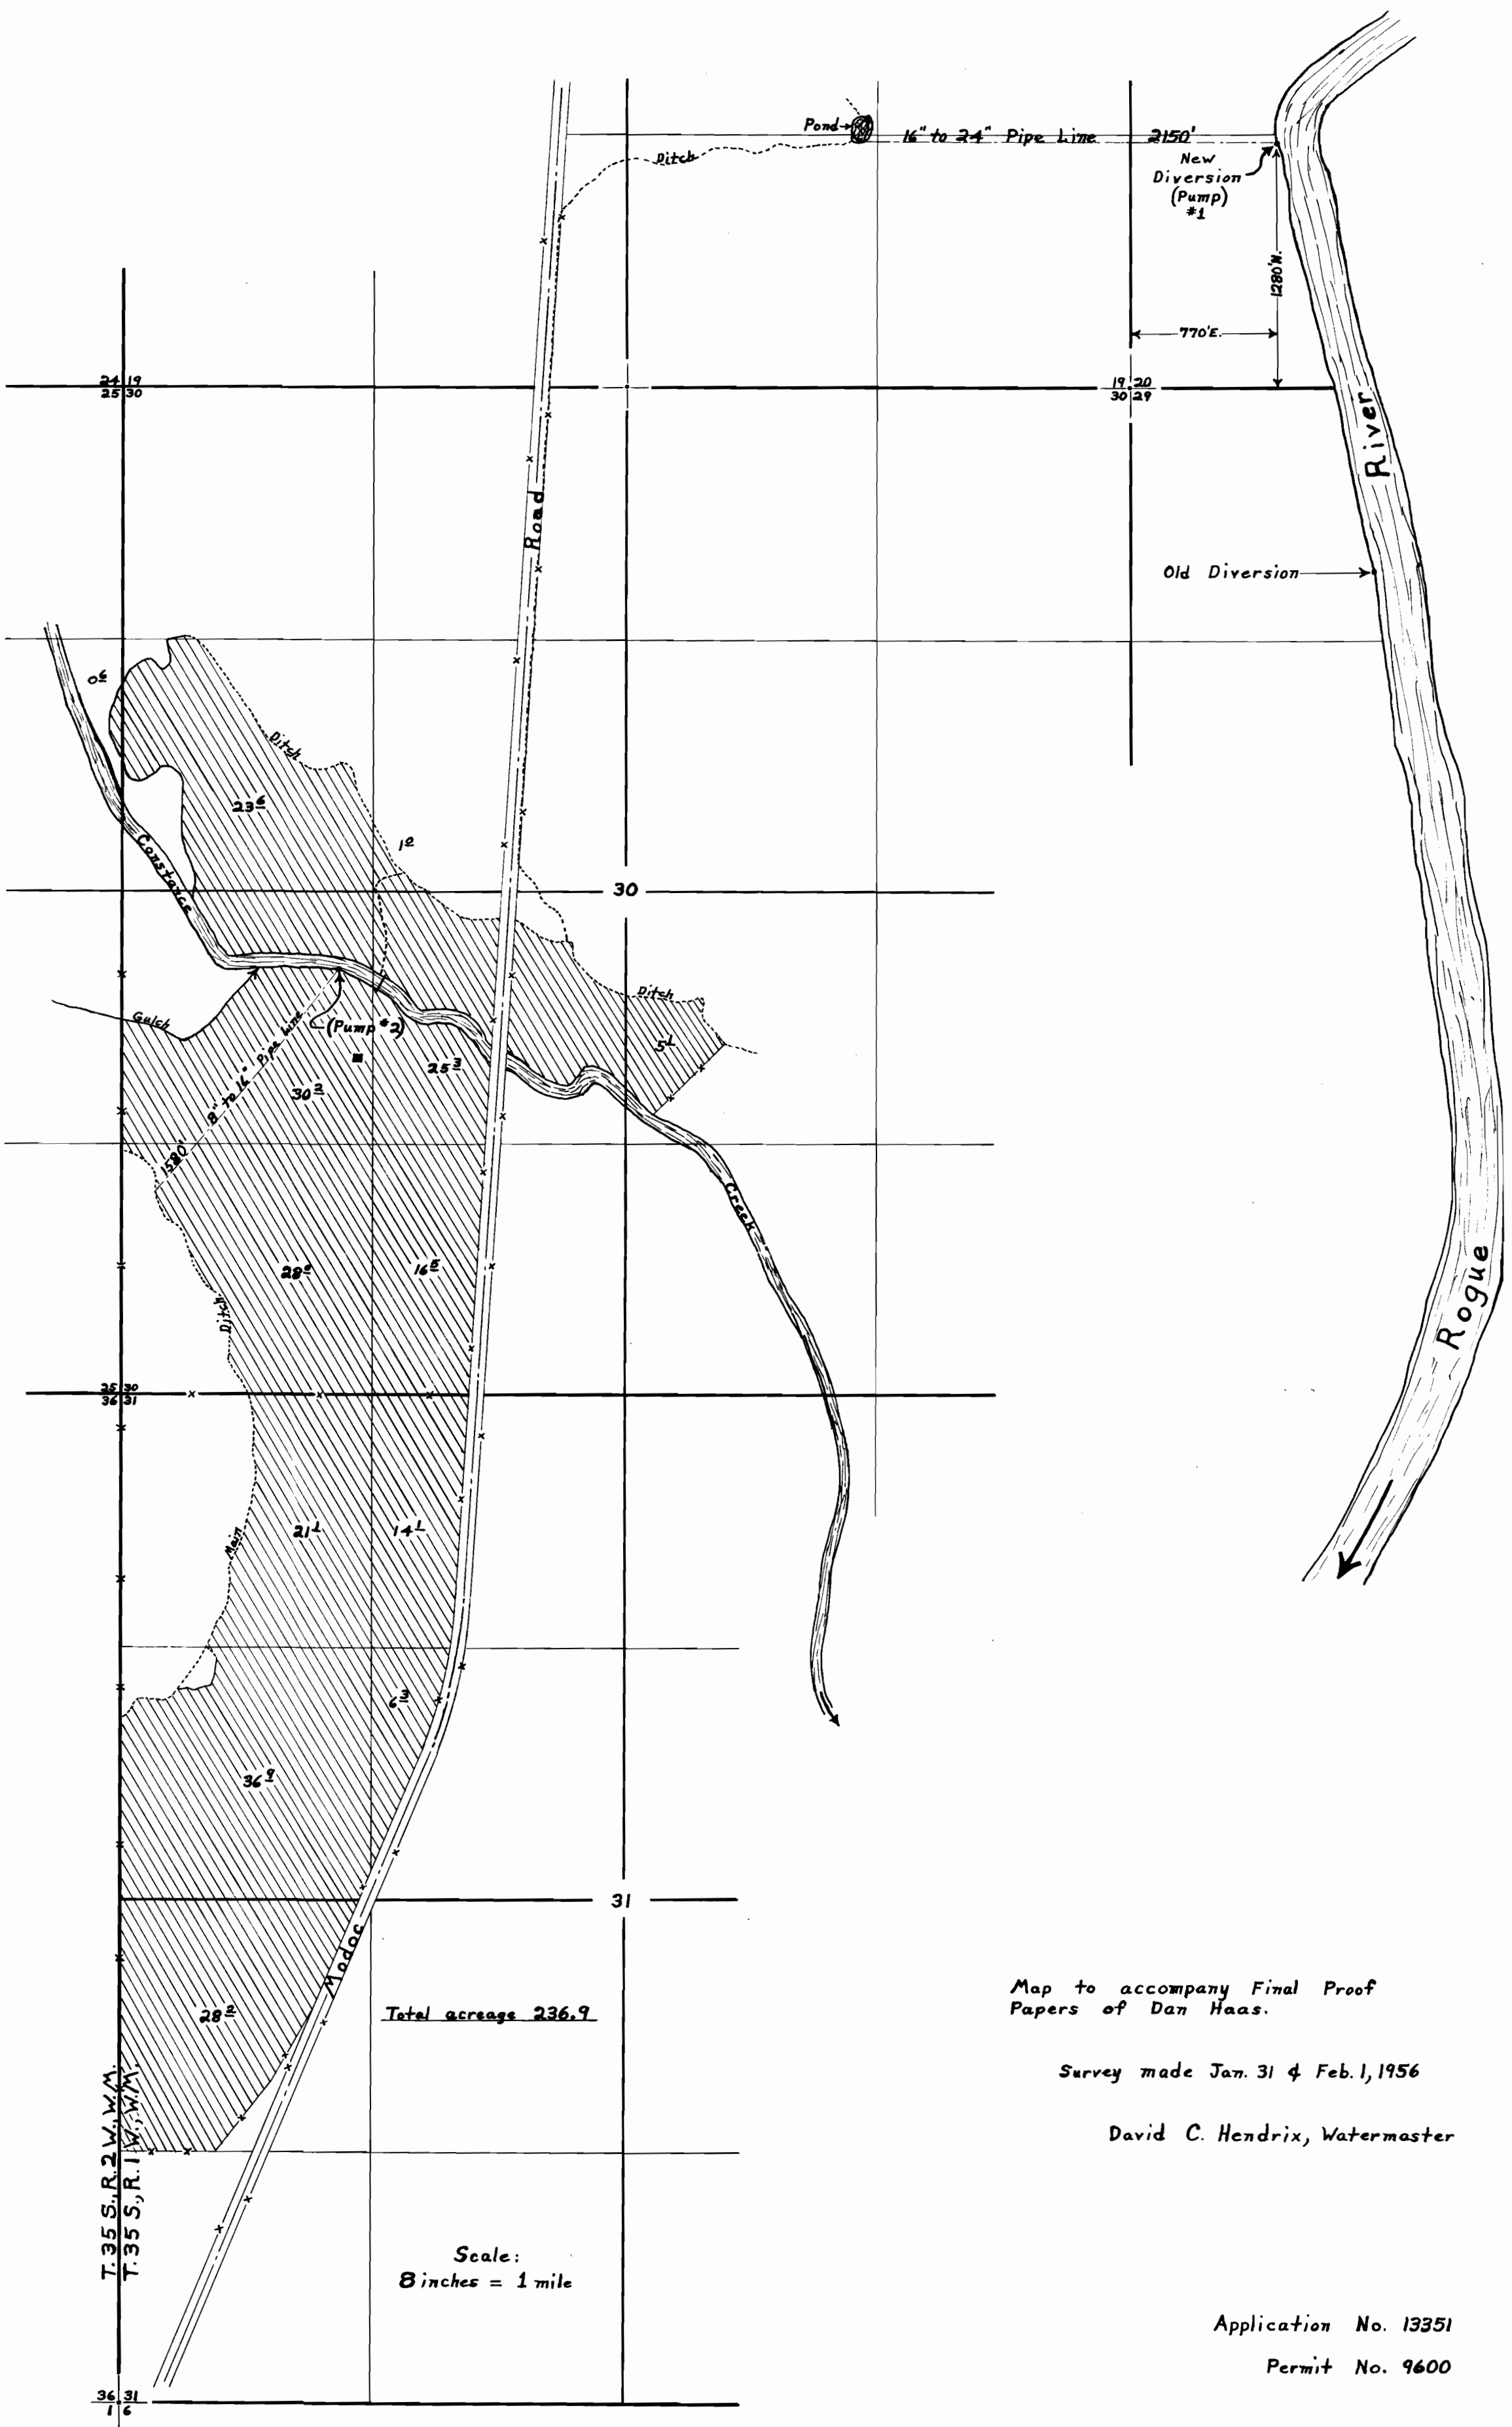 Pond
16" to 24" Pipe Line 2150'
Ditch
New
Diversion
(Pump)
#1
1280'N.
770'E.
24 19
25 30
19 20
30 29
River
Road
Old Diversion
0 6
Ditch
23 6
1 0
Constance
30
Ditch
Gulch
(Pump #2)
5 1
25 3
1580' 8" to 16" Pipe Line
30 2
Creek
28 0
16 5
Ditch
Rogue
25 30
36 31
21 1
14 1
Main
6 3
36 9
31
Modoc
28 2
Total acreage 236.9
Map to accompany Final Proof
Papers of Dan Haas.
Survey made Jan. 31 & Feb. 1, 1956
David C. Hendrix, Watermaster
T. 35 S., R. 2 W., W.M.
T. 35 S., R. 1 W., W.M.
Scale:
8 inches = 1 mile
Application No. 13351
Permit No. 9600
36 31
1 6